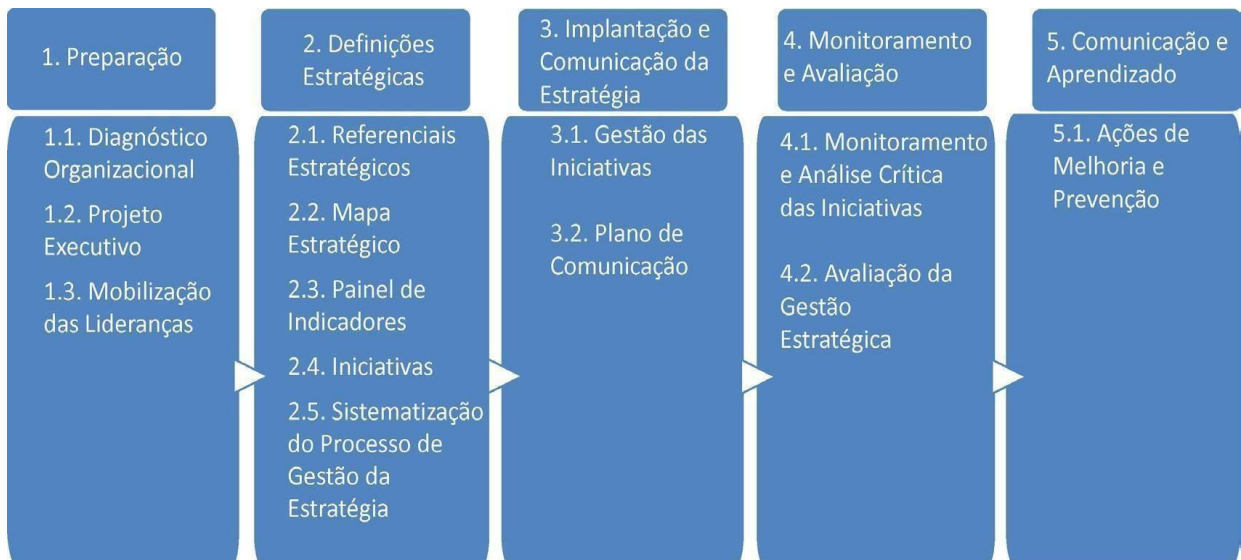 1. Preparação
1.1. Diagnóstico
Organizacional
1.2. Projeto
Executivo
1.3. Mobilização
das Lideranças
2. Definições
Estratégicas
2.1. Referenciais
Estratégicos
2.2. Mapa
Estratégico
2.3. Painel de
Indicadores
2.4. Iniciativas
2.5. Sistematização
do Processo de
Gestão da
Estratégia
3. Implantação e
Comunicação da
Estratégia
3.1. Gestão das
Iniciativas
3.2. Plano de
Comunicação
4. Monitoramento
e Avaliação
4.1. Monitoramento
e Análise Crítica
das Iniciativas
4.2. Avaliação da
Gestão
Estratégica
5. Comunicação e
Aprendizado
5.1. Ações de
Melhoria e
Prevenção